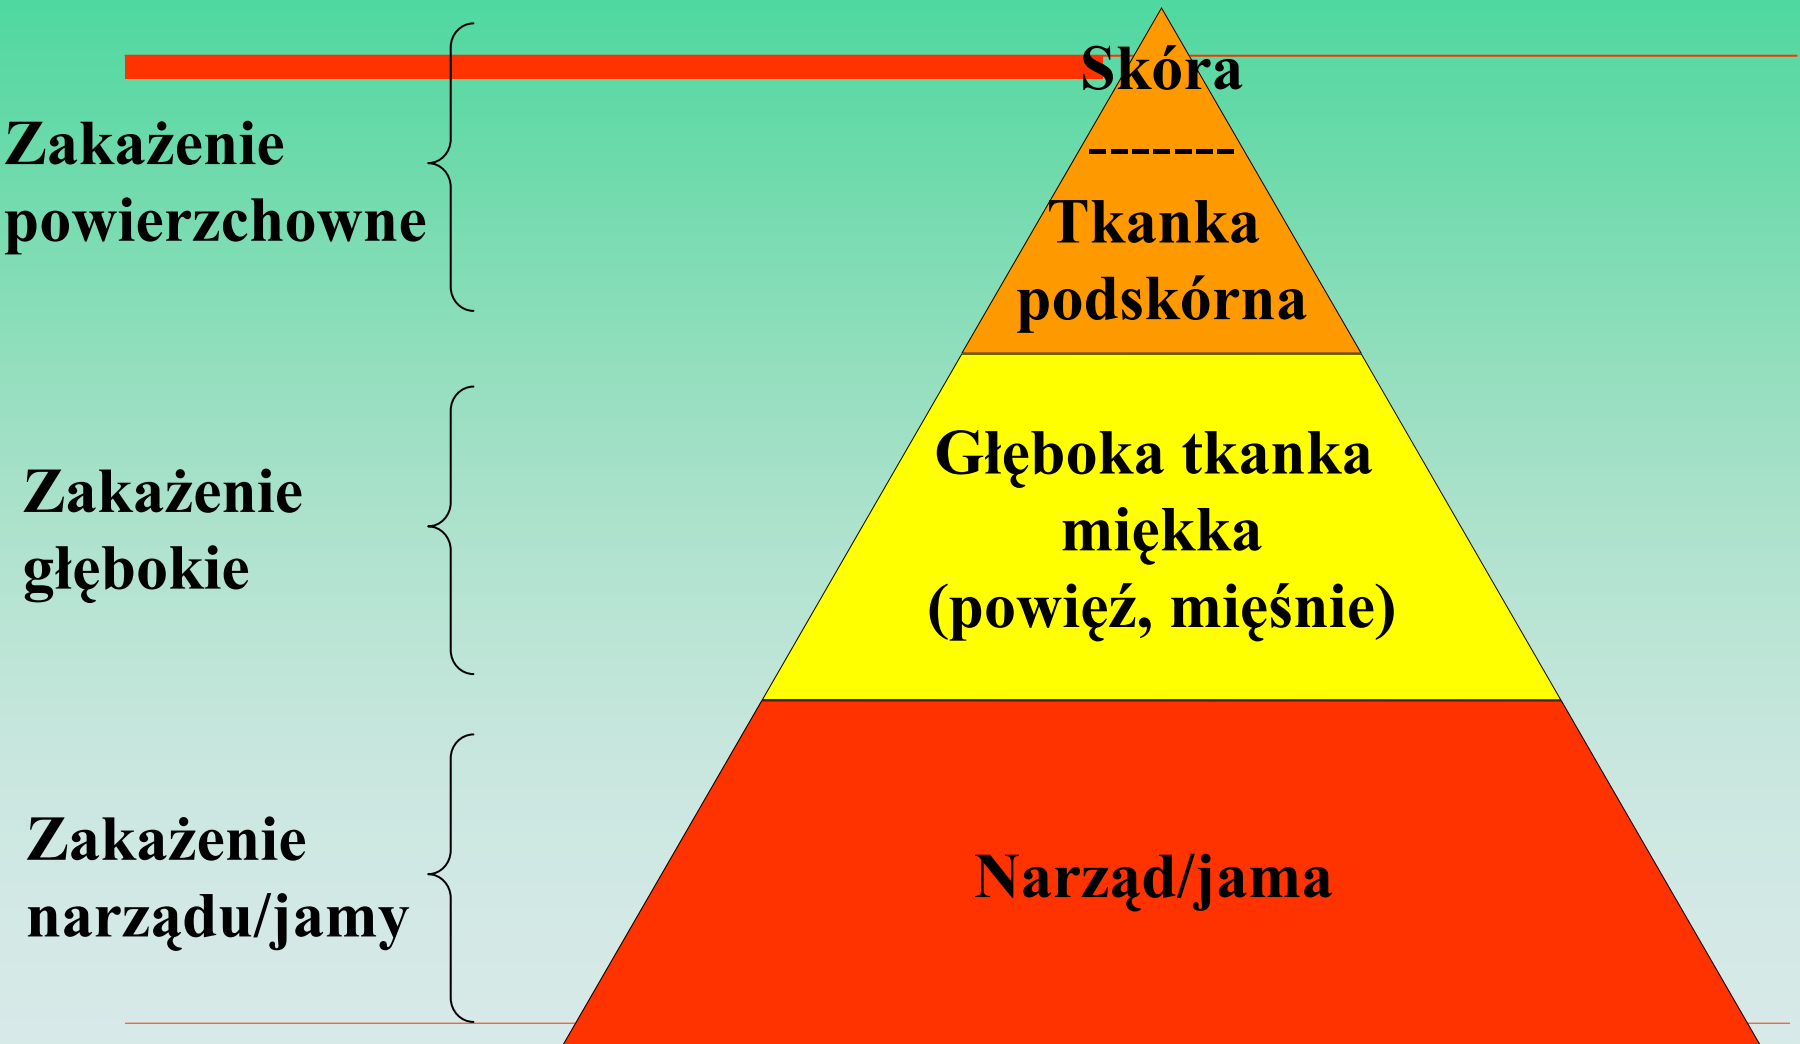 Zakażenie
powierzchowne
Skóra
-------
Tkanka
podskórna
Zakażenie
głębokie
Głęboka tkanka
miękka
(powięź, mięśnie)
Zakażenie
narządu/jamy
Narząd/jama